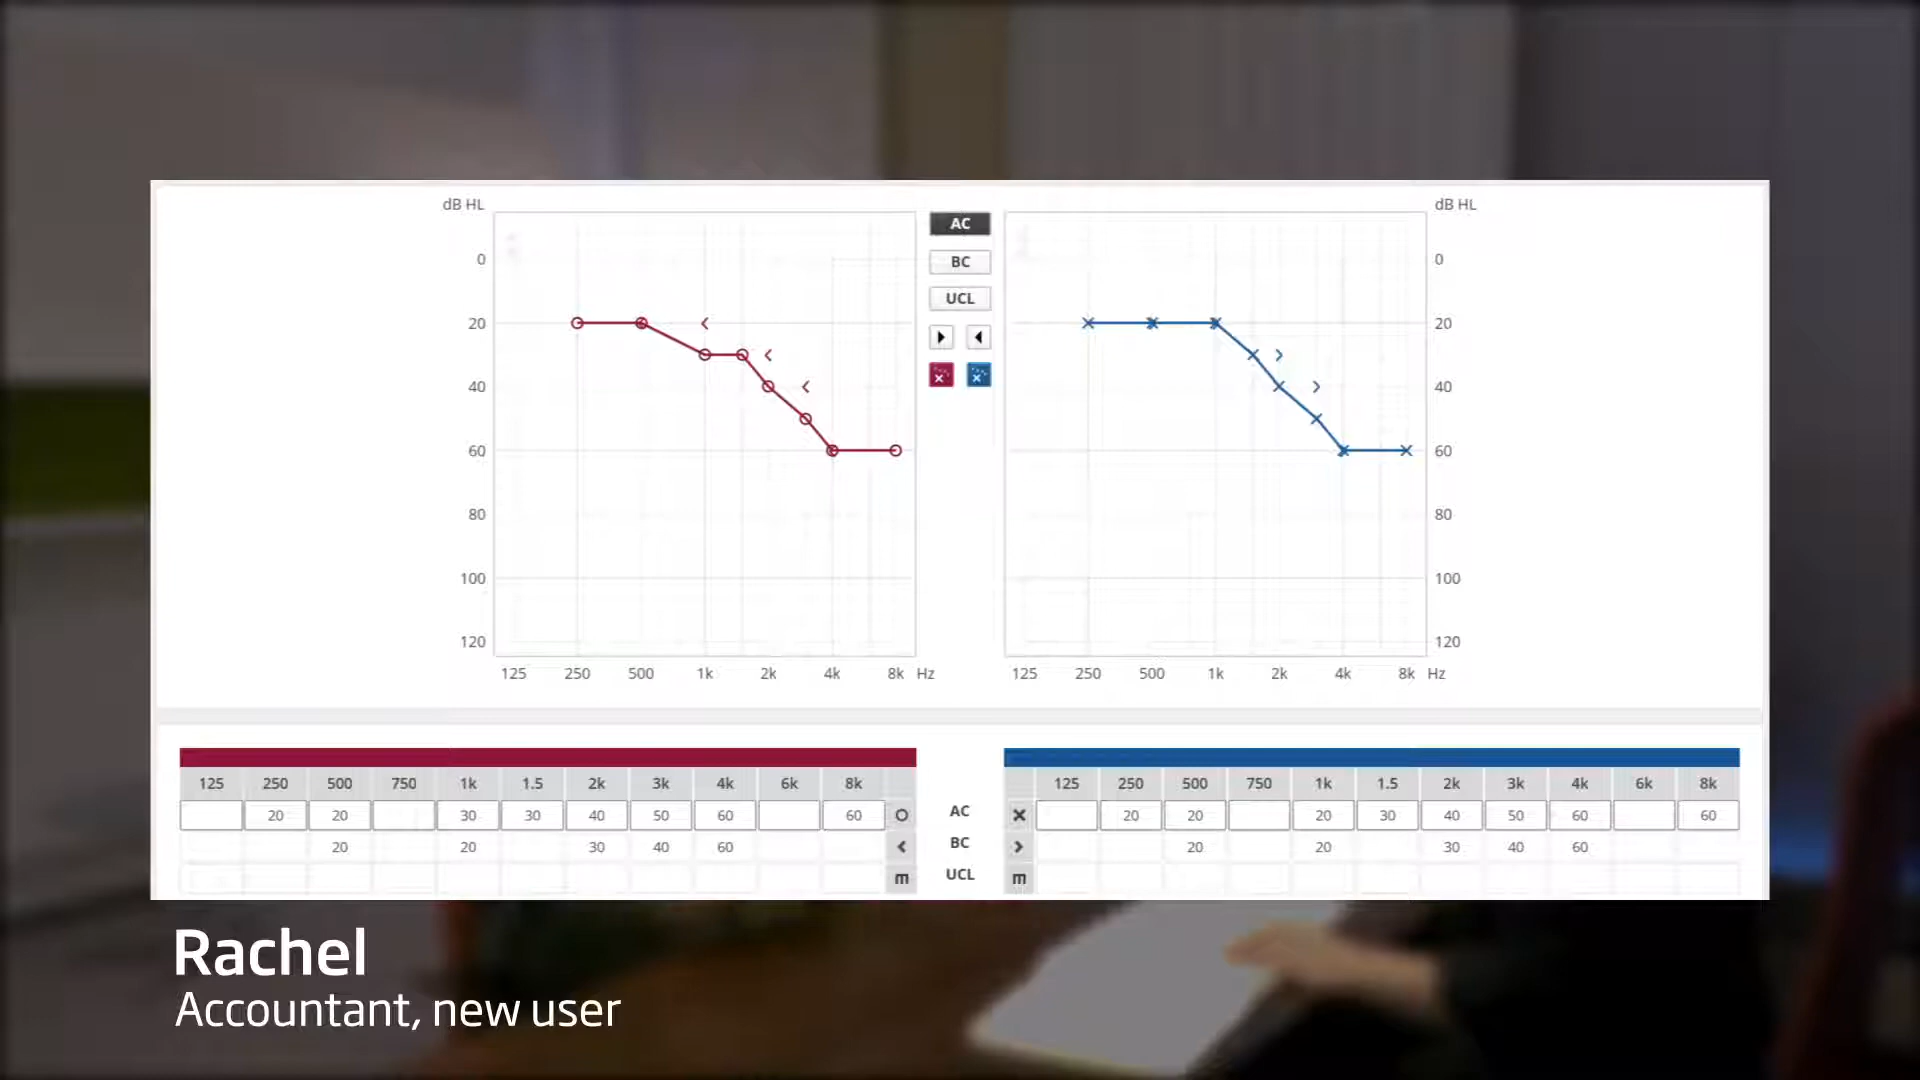 dB HL
0
20
40
60
80
100
120
125 250 500 1k 2k 4k 8k Hz
AC
BC
UCL
dB HL
0
20
40
60
80
100
120
125 250 500 1k 2k 4k 8k Hz
125 250 500 750 1k 1.5 2k 3k 4k 6k 8k
20 20 30 30 40 50 60 60
20 20 30 40 60
m
AC
BC
UCL
125 250 500 750 1k 1.5 2k 3k 4k 6k 8k
20 20 20 30 40 50 60 60
20 20 30 40 60
m
Rachel
Accountant, new user